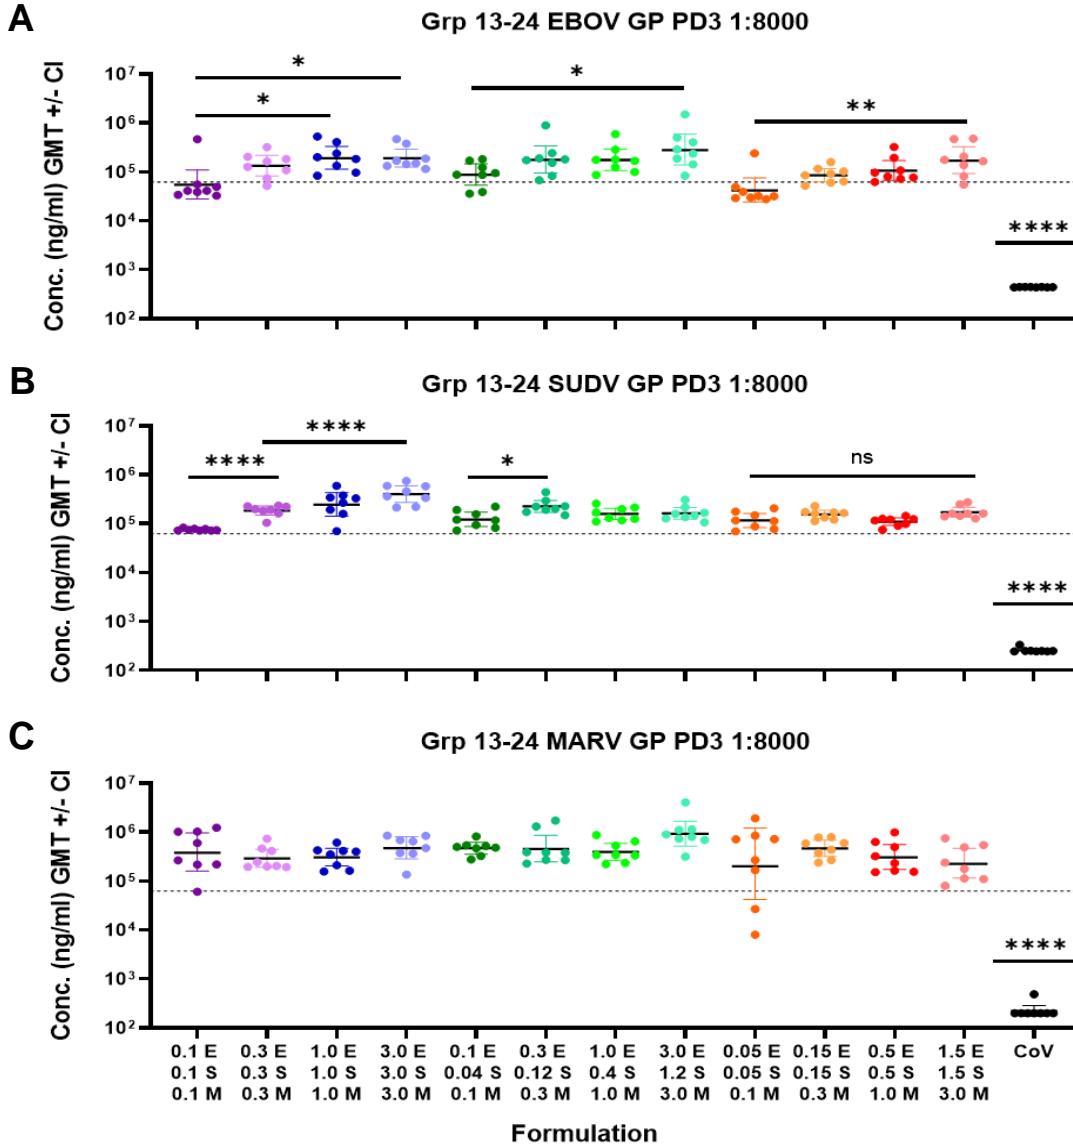 A
Grp 13-24 EBOV GP PD3 1:8000
Conc. (ng/ml) GMT +/- CI
10⁷
10⁶
10⁵
10⁴
10³
10²
*
*
*
**
****
B
Grp 13-24 SUDV GP PD3 1:8000
Conc. (ng/ml) GMT +/- CI
10⁷
10⁶
10⁵
10⁴
10³
10²
****
****
*
ns
****
C
Grp 13-24 MARV GP PD3 1:8000
Conc. (ng/ml) GMT +/- CI
10⁷
10⁶
10⁵
10⁴
10³
10²
****
0.1 E 0.3 E 1.0 E 3.0 E 0.1 E 0.3 E 1.0 E 3.0 E 0.05 E 0.15 E 0.5 E 1.5 E CoV
0.1 S 0.3 S 1.0 S 3.0 S 0.04 S 0.12 S 0.4 S 1.2 S 0.05 S 0.15 S 0.5 S 1.5 S
0.1 M 0.3 M 1.0 M 3.0 M 0.1 M 0.3 M 1.0 M 3.0 M 0.1 M 0.3 M 1.0 M 3.0 M
Formulation